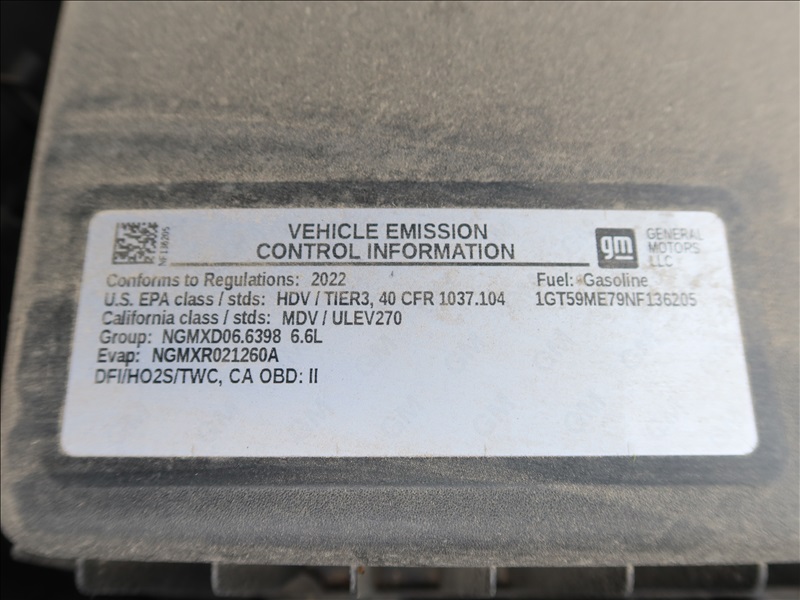 NF136205
VEHICLE EMISSION
CONTROL INFORMATION
gm
GENERAL
MOTORS
LLC
Conforms to Regulations: 2022
Fuel: Gasoline
U.S. EPA class / stds: HDV / TIER3, 40 CFR 1037.104
1GT59ME79NF136205
California class / stds: MDV / ULEV270
Group: NGMXD06.6398 6.6L
Evap: NGMXR021260A
DFI/HO2S/TWC, CA OBD: II